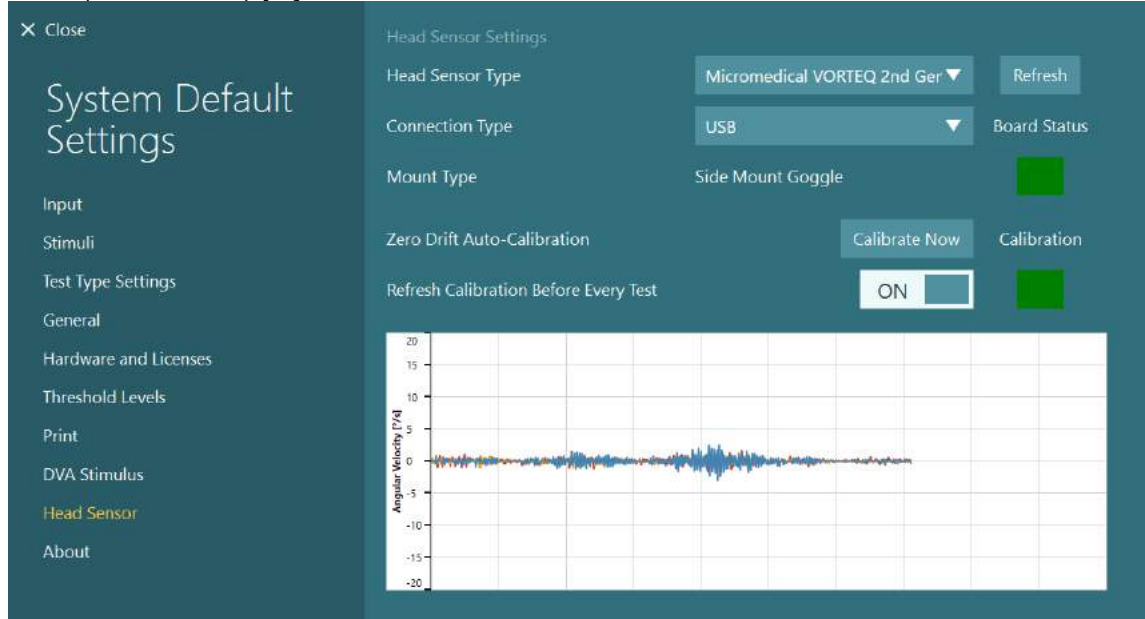 Close
System Default
Settings
Input
Stimuli
Test Type Settings
General
Hardware and Licenses
Threshold Levels
Print
DVA Stimulus
Head Sensor
About
Head Sensor Settings
Head Sensor Type
Micromedical VORTEQ 2nd Ger
Refresh
Connection Type
USB
Board Status
Mount Type
Side Mount Goggle
Zero Drift Auto-Calibration
Calibrate Now
Calibration
Refresh Calibration Before Every Test
ON
Angular Velocity [°/s]
20
15
10
5
0
-5
-10
-15
-20